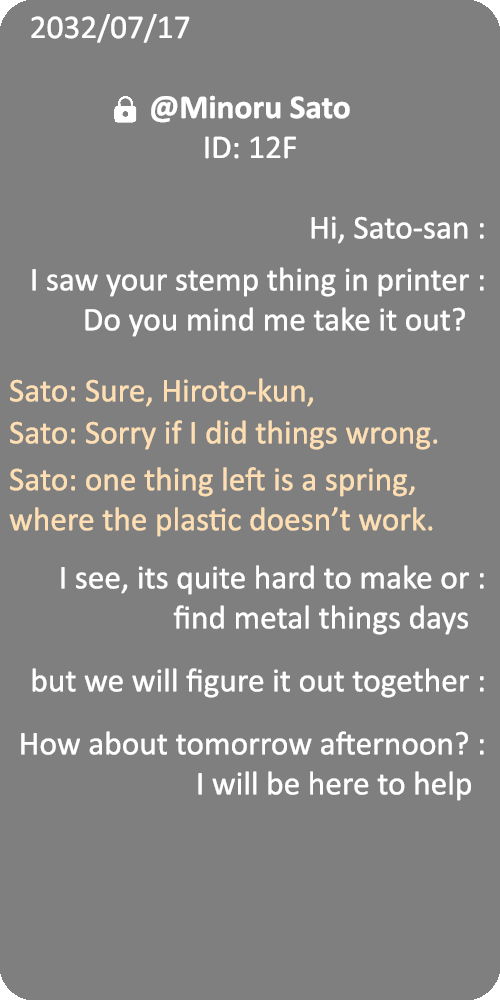 2032/07/17
@Minoru Sato
ID: 12F
Hi, Sato-san :
I saw your stemp thing in printer :
Do you mind me take it out?
Sato: Sure, Hiroto-kun,
Sato: Sorry if I did things wrong.
Sato: one thing left is a spring,
where the plastic doesn't work.
I see, its quite hard to make or :
find metal things days
but we will figure it out together :
How about tomorrow afternoon? :
I will be here to help